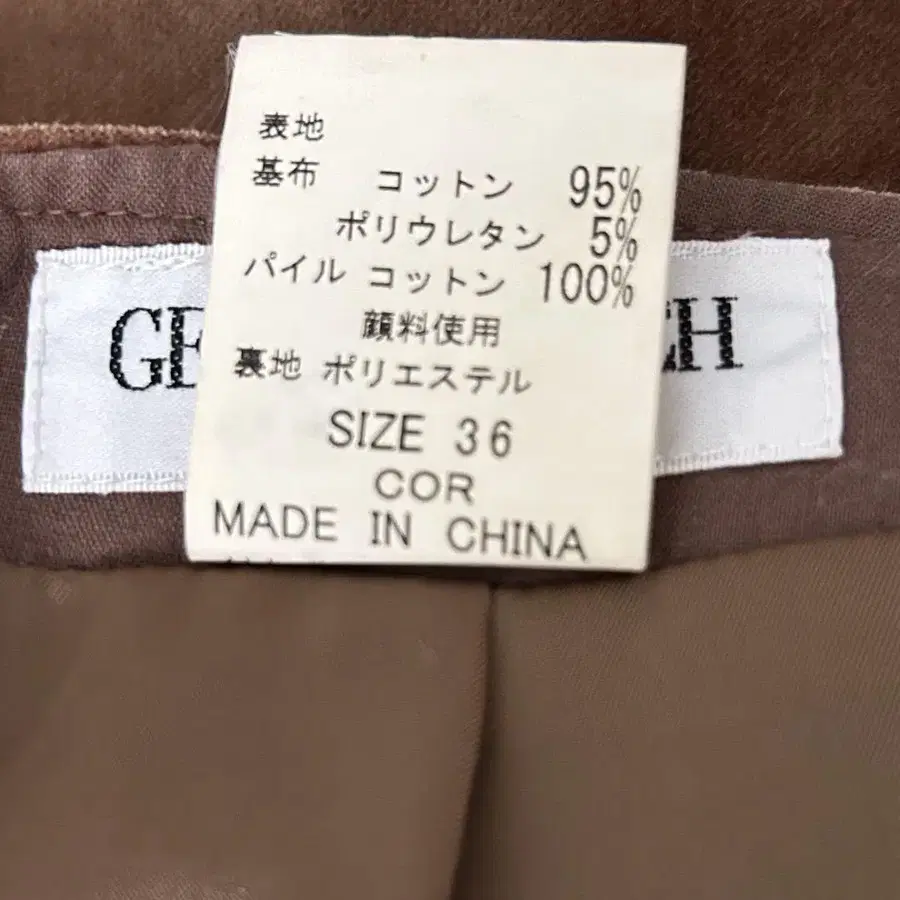 表地
基布 コットン 95%
ポリウレタン 5%
パイル コットン 100%
顔料使用
裏地 ポリエステル
SIZE 36
COR
MADE IN CHINA